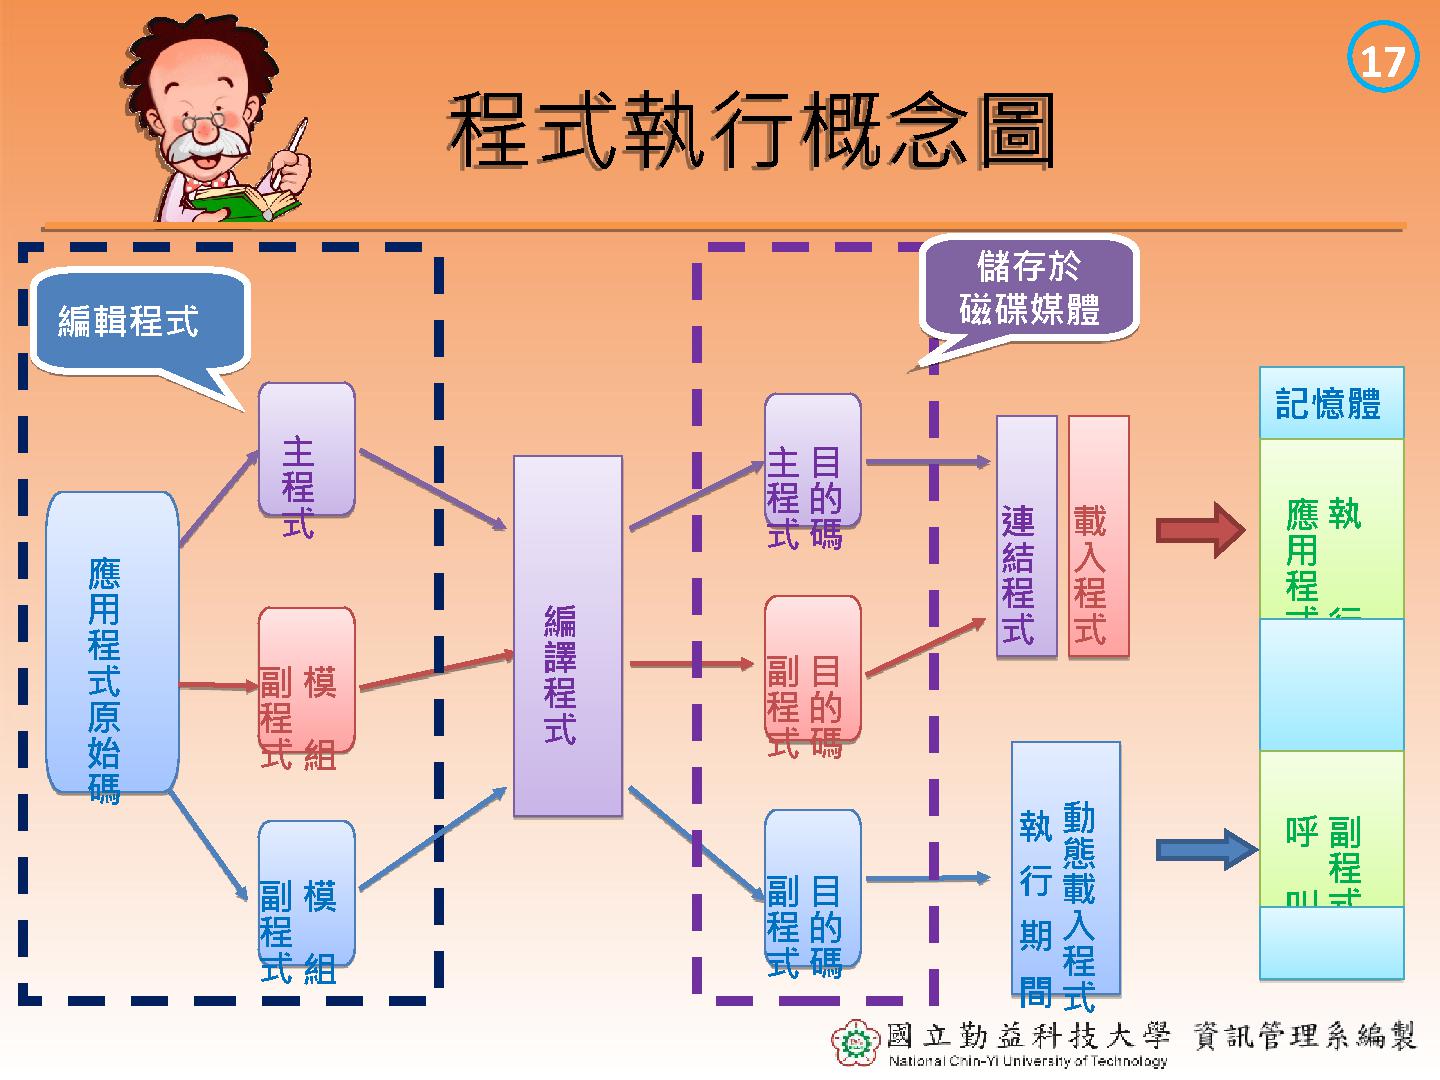 17
程式執行概念圖
編輯程式
儲存於
磁碟媒體
應用程式原始碼
主程式
副程式
模組
副程式
模組
編譯程式
主程式
目的碼
副程式
目的碼
副程式
目的碼
連結程式
載入程式
執行期間
動態載入程式
記憶體
執行
應用程式
呼叫
副程式
國立勤益科技大學 資訊管理系編製
National Chin-Yi University of Technology